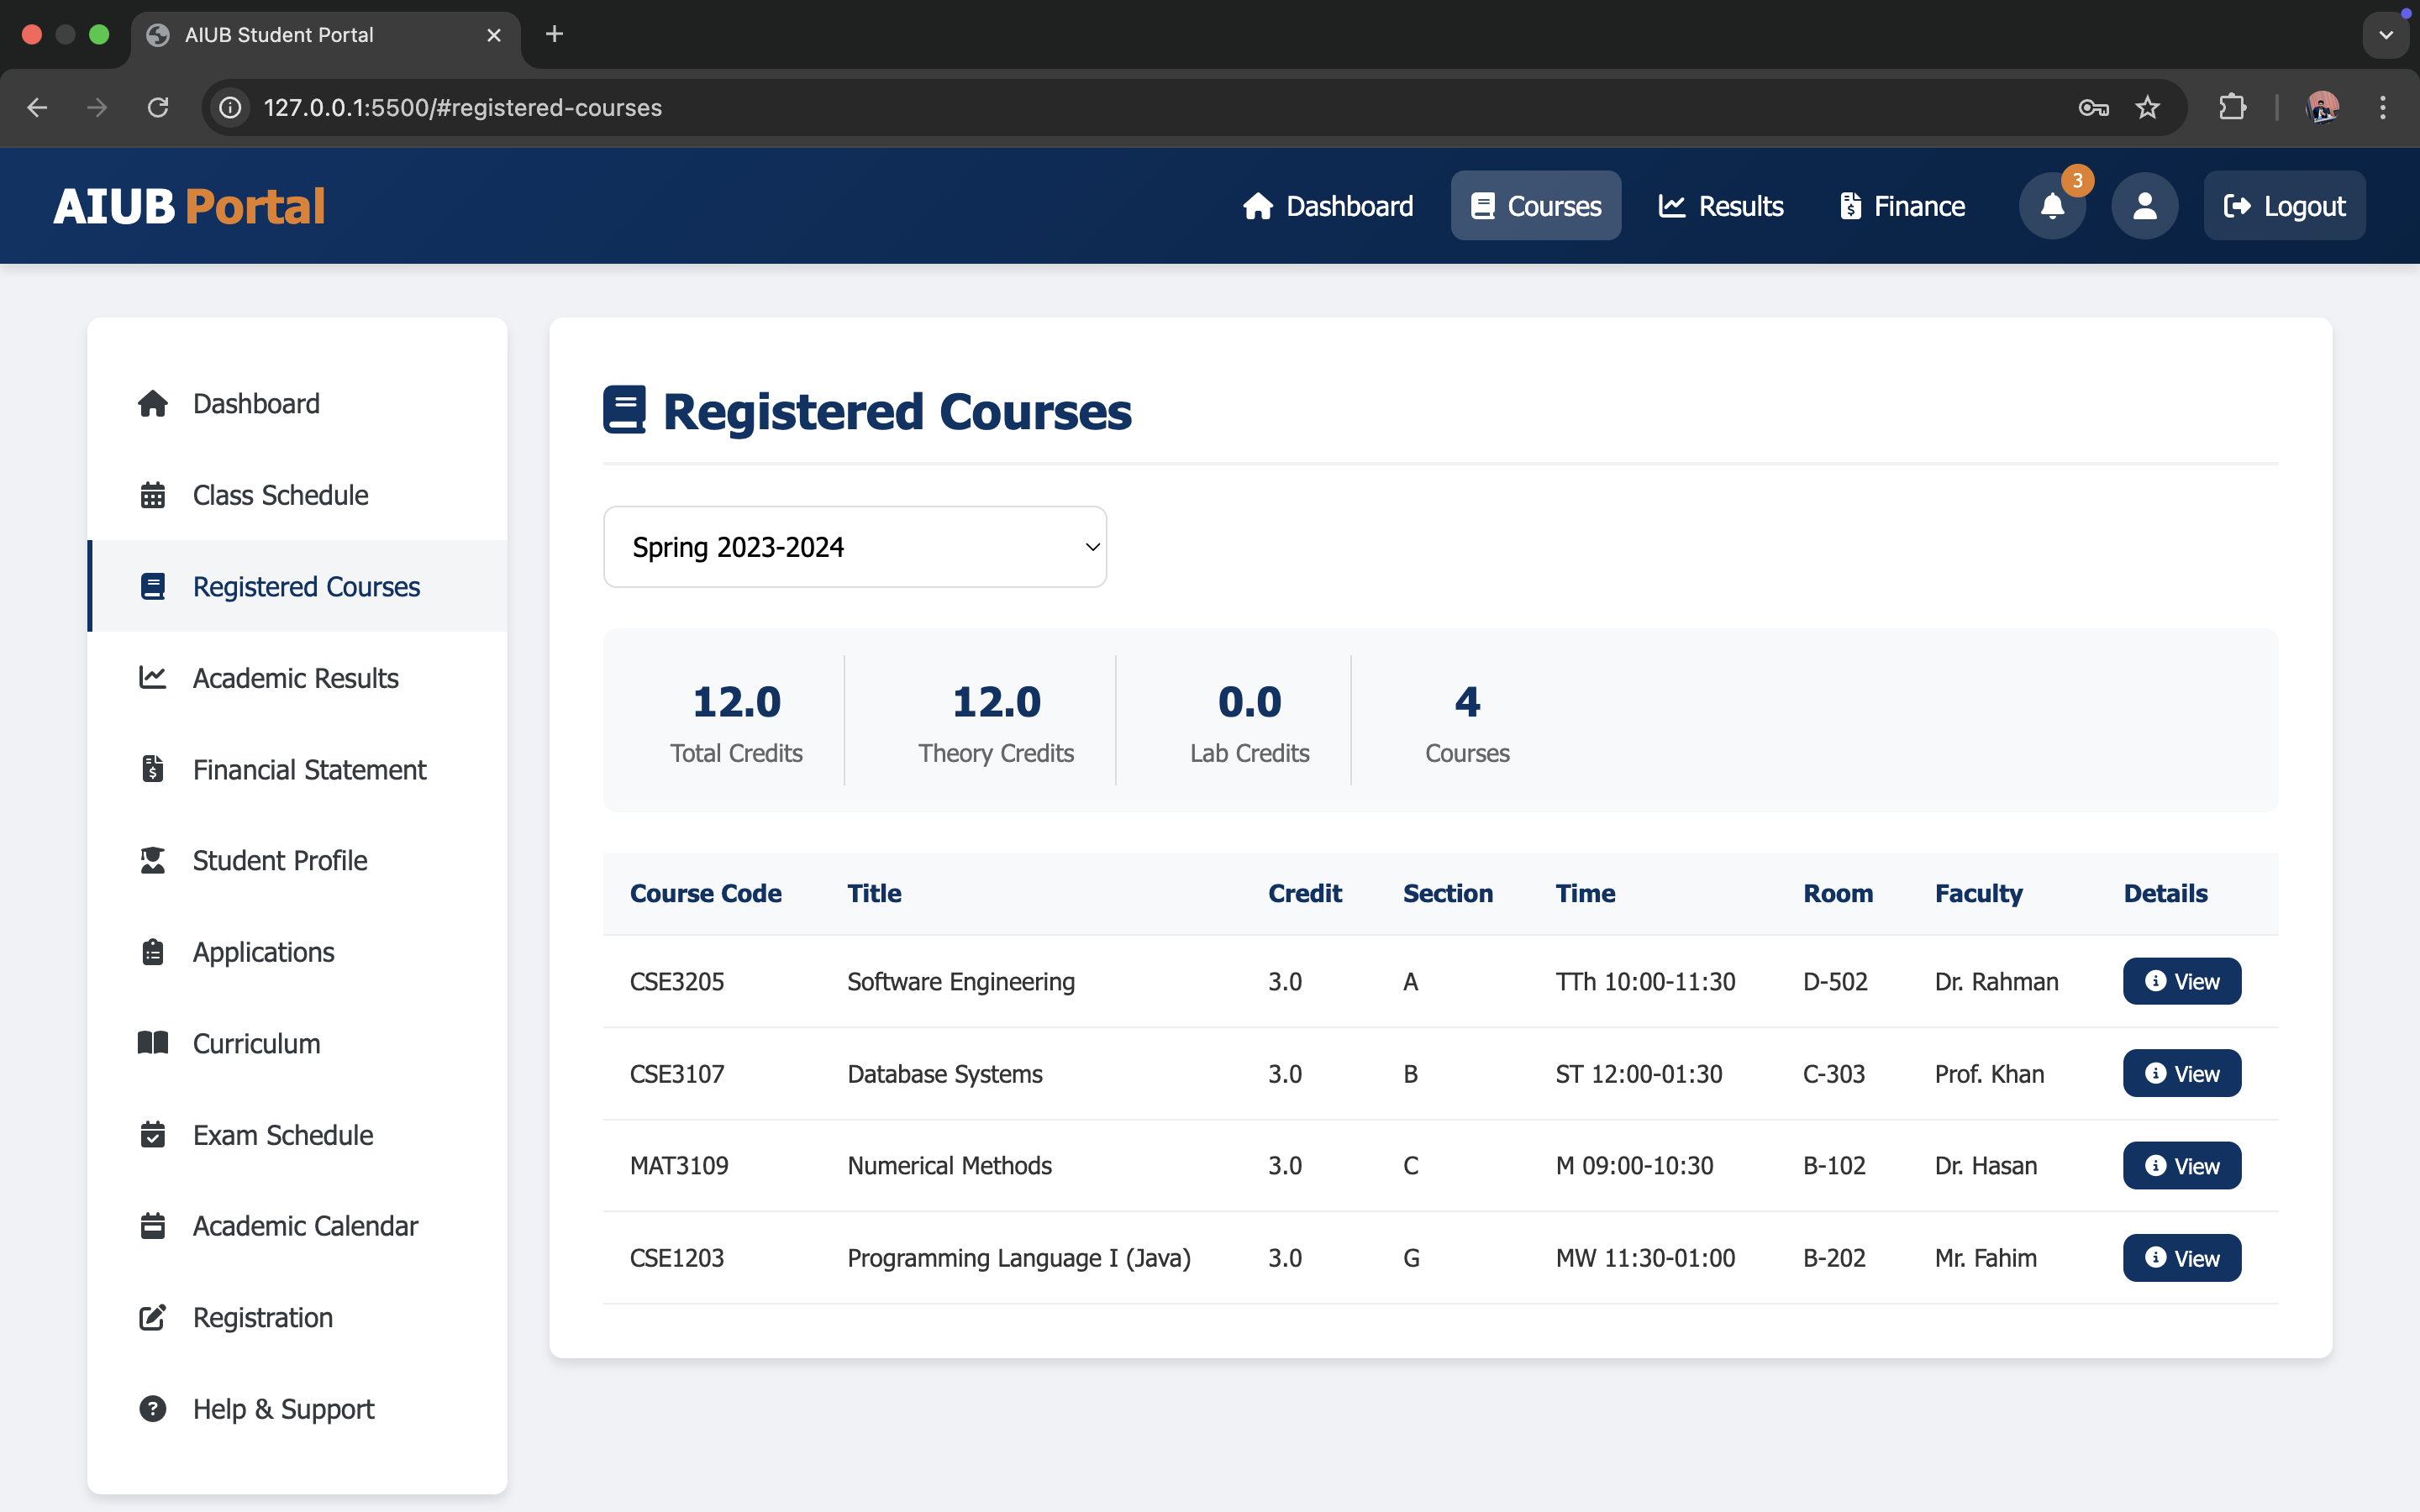 AIUB Student Portal
127.0.0.1:5500/#registered-courses
AIUB Portal
Dashboard
Courses
Results
Finance
3
Logout
Dashboard
Class Schedule
Registered Courses
Academic Results
Financial Statement
Student Profile
Applications
Curriculum
Exam Schedule
Academic Calendar
Registration
Help & Support
Registered Courses
Spring 2023-2024
12.0 12.0 0.0 4
Total Credits Theory Credits Lab Credits Courses
Course Code Title Credit Section Time Room Faculty Details
CSE3205 Software Engineering 3.0 A TTh 10:00-11:30 D-502 Dr. Rahman View
CSE3107 Database Systems 3.0 B ST 12:00-01:30 C-303 Prof. Khan View
MAT3109 Numerical Methods 3.0 C M 09:00-10:30 B-102 Dr. Hasan View
CSE1203 Programming Language I (Java) 3.0 G MW 11:30-01:00 B-202 Mr. Fahim View